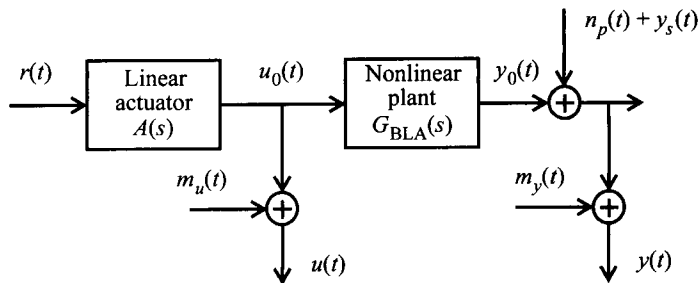 n_p(t) + y_s(t)
r(t)
Linear
actuator
A(s)
u_0(t)
Nonlinear
plant
G_BLA(s)
y_0(t)
+
m_u(t)
+
m_y(t)
+
u(t)
y(t)